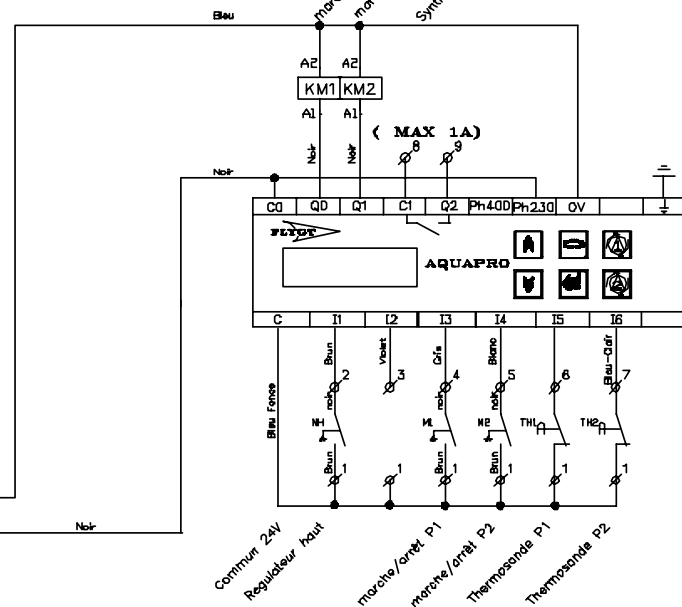 Bleu
A2
A2
KM1
KM2
A1
A1
( MAX 1A)
8
9
Noir
Noir
Noir
C0
Q0
Q1
C1
Q2
Ph400
Ph230
0V
FLYGT
AQUAPRO
C
I1
I2
I3
I4
I5
I6
Bleu Fonce
Brun
Violet
Gris
Blanc
Bleu-Clair
2
3
4
5
6
7
noir
noir
noir
NH
M1
M2
TH1
TH2
Brun
Brun
Brun
1
1
1
1
1
1
Noir
Commun 24V
Regulateur haut
marche/arrêt P1
marche/arrêt P2
Thermosonde P1
Thermosonde P2